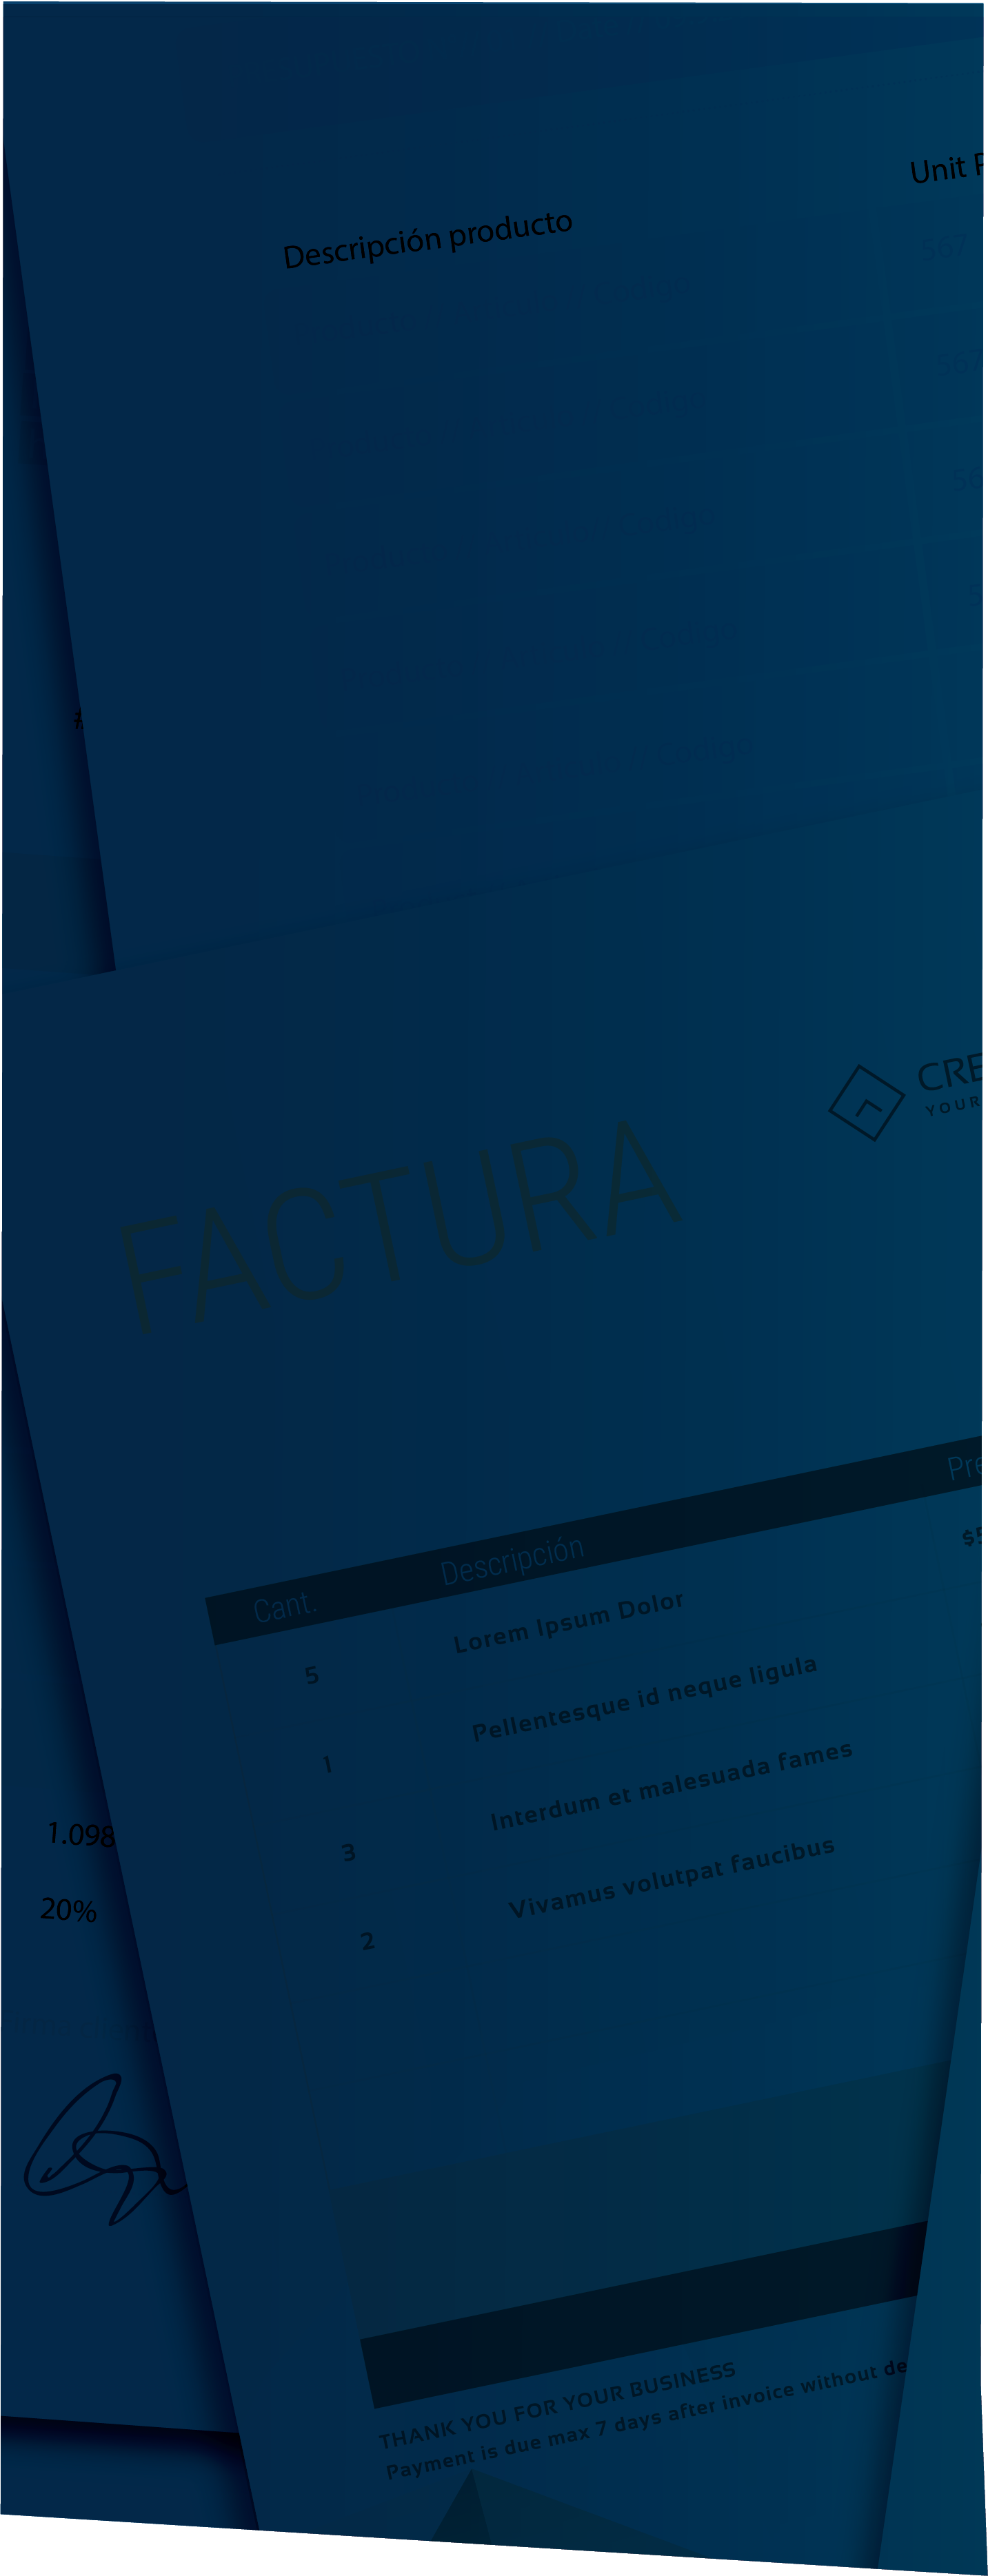 Unit
Descripción producto
#
CRE
YOUR
FACTURA
Cant. Descripción Pre
5 Lorem Ipsum Dolor $5
1 Pellentesque id neque ligula
3 Interdum et malesuada fames
2 Vivamus volutpat faucibus
1.098
20%
THANK YOU FOR YOUR BUSINESS
Payment is due max 7 days after invoice without de